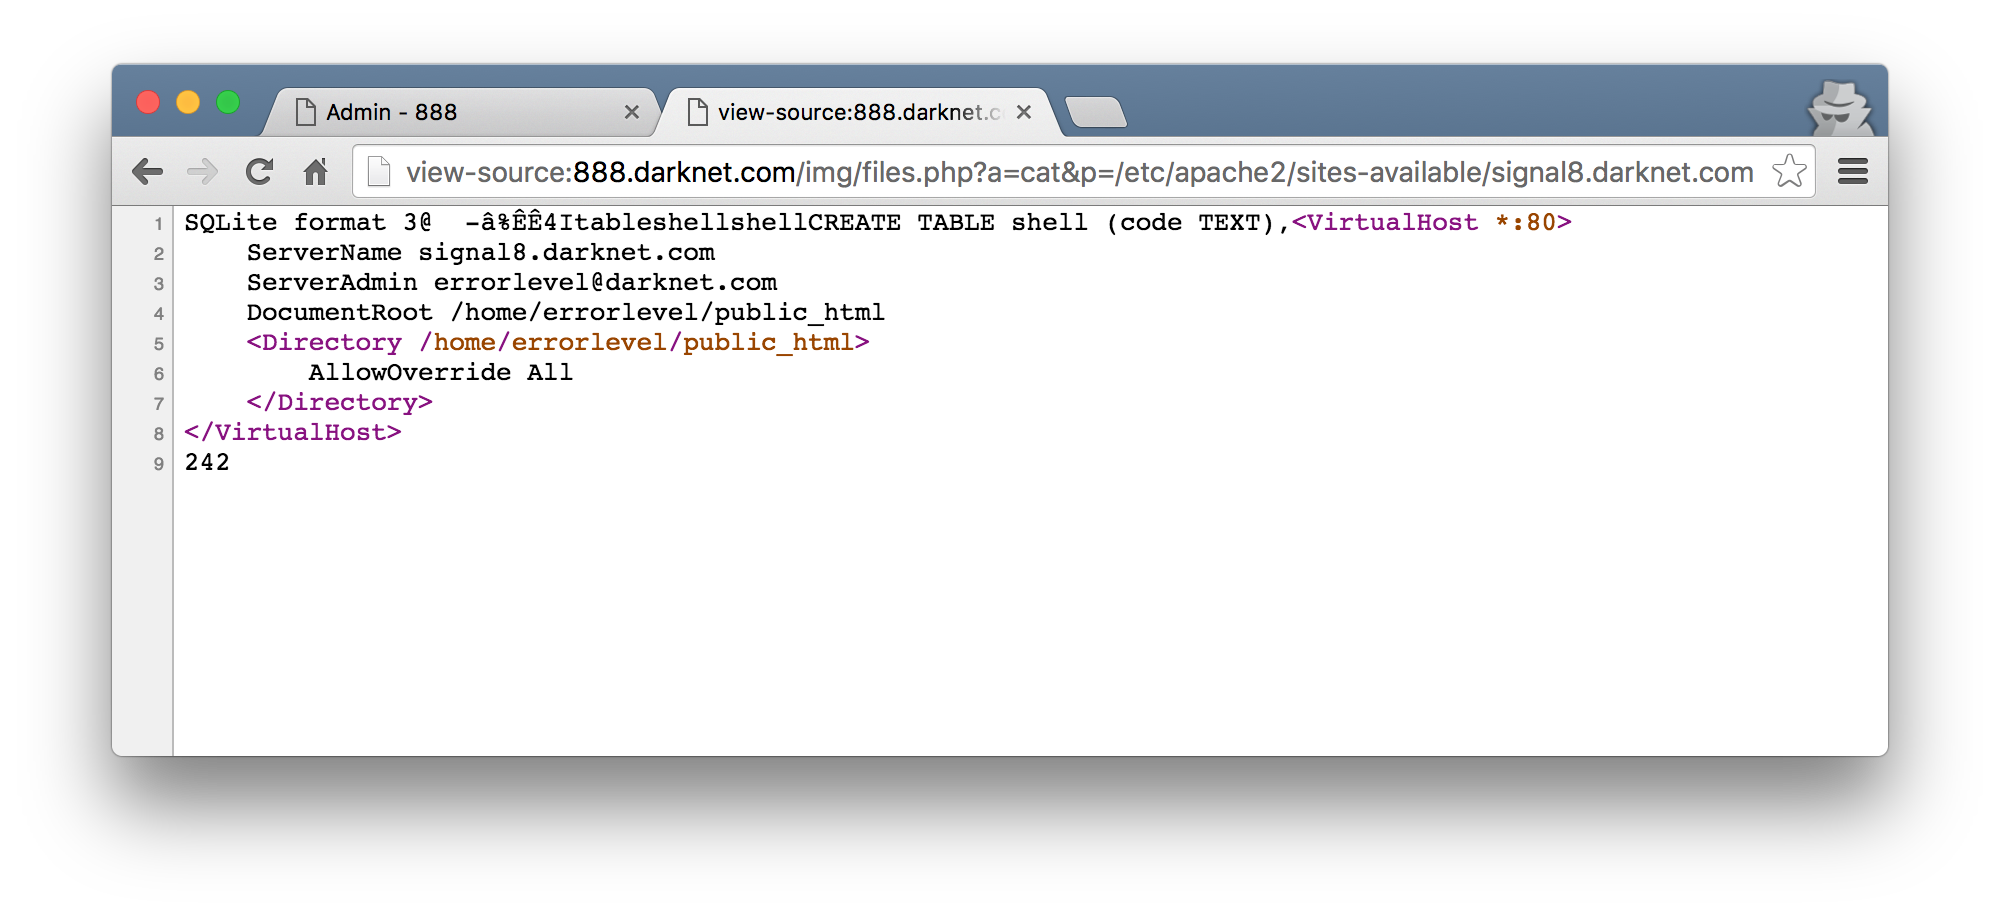 Admin - 888
view-source:888.darknet.c
view-source:888.darknet.com/img/files.php?a=cat&p=/etc/apache2/sites-available/signal8.darknet.com
1 SQLite format 3@  -â%ÊÊ4ItableshellshellCREATE TABLE shell (code TEXT),<VirtualHost *:80>
2     ServerName signal8.darknet.com
3     ServerAdmin errorlevel@darknet.com
4     DocumentRoot /home/errorlevel/public_html
5     <Directory /home/errorlevel/public_html>
6         AllowOverride All
7     </Directory>
8 </VirtualHost>
9 242